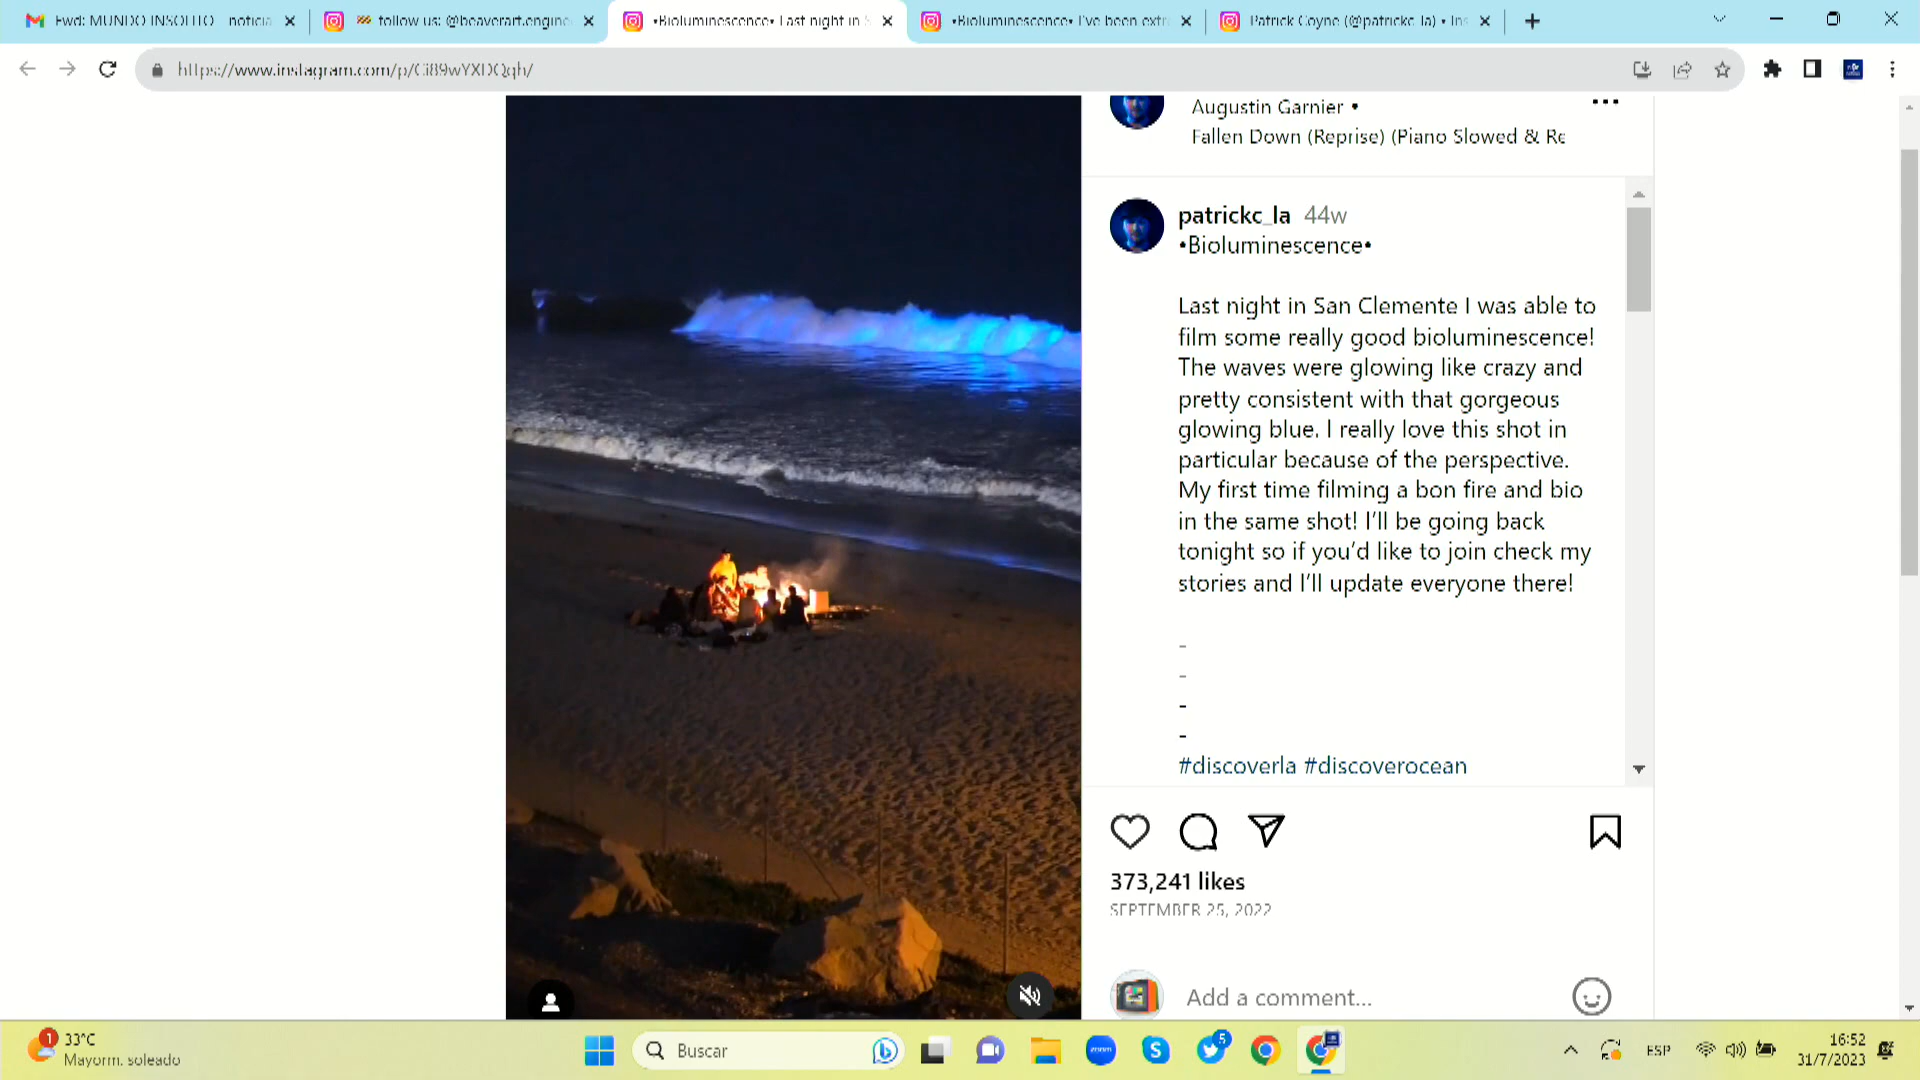 Fwd: MUNDO INSOLITO - noticia
follow us: @beaverart.engine
•Bioluminescence• Last night in S
•Bioluminescence• I've been extr
Patrick Coyne (@patrickc_la) • Ins
https://www.instagram.com/p/Ci89wYXDQqh/
Augustin Garnier •
Fallen Down (Reprise) (Piano Slowed & Re
patrickc_la 44w
•Bioluminescence•
Last night in San Clemente I was able to
film some really good bioluminescence!
The waves were glowing like crazy and
pretty consistent with that gorgeous
glowing blue. I really love this shot in
particular because of the perspective.
My first time filming a bon fire and bio
in the same shot! I'll be going back
tonight so if you'd like to join check my
stories and I'll update everyone there!
-
-
-
-
#discoverla #discoverocean
373,241 likes
SEPTEMBER 25, 2022
Add a comment...
1
33°C
Mayorm. soleado
Buscar
zoom
5
ESP
16:52
31/7/2023